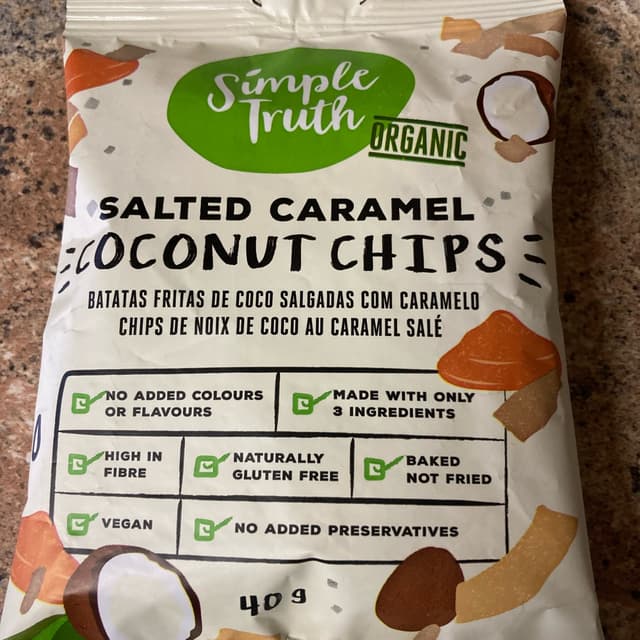 Simple
Truth
ORGANIC
SALTED CARAMEL
COCONUT CHIPS
BATATAS FRITAS DE COCO SALGADAS COM CARAMELO
CHIPS DE NOIX DE COCO AU CARAMEL SALÉ
NO ADDED COLOURS
OR FLAVOURS
MADE WITH ONLY
3 INGREDIENTS
HIGH IN
FIBRE
NATURALLY
GLUTEN FREE
BAKED
NOT FRIED
VEGAN
NO ADDED PRESERVATIVES
40g